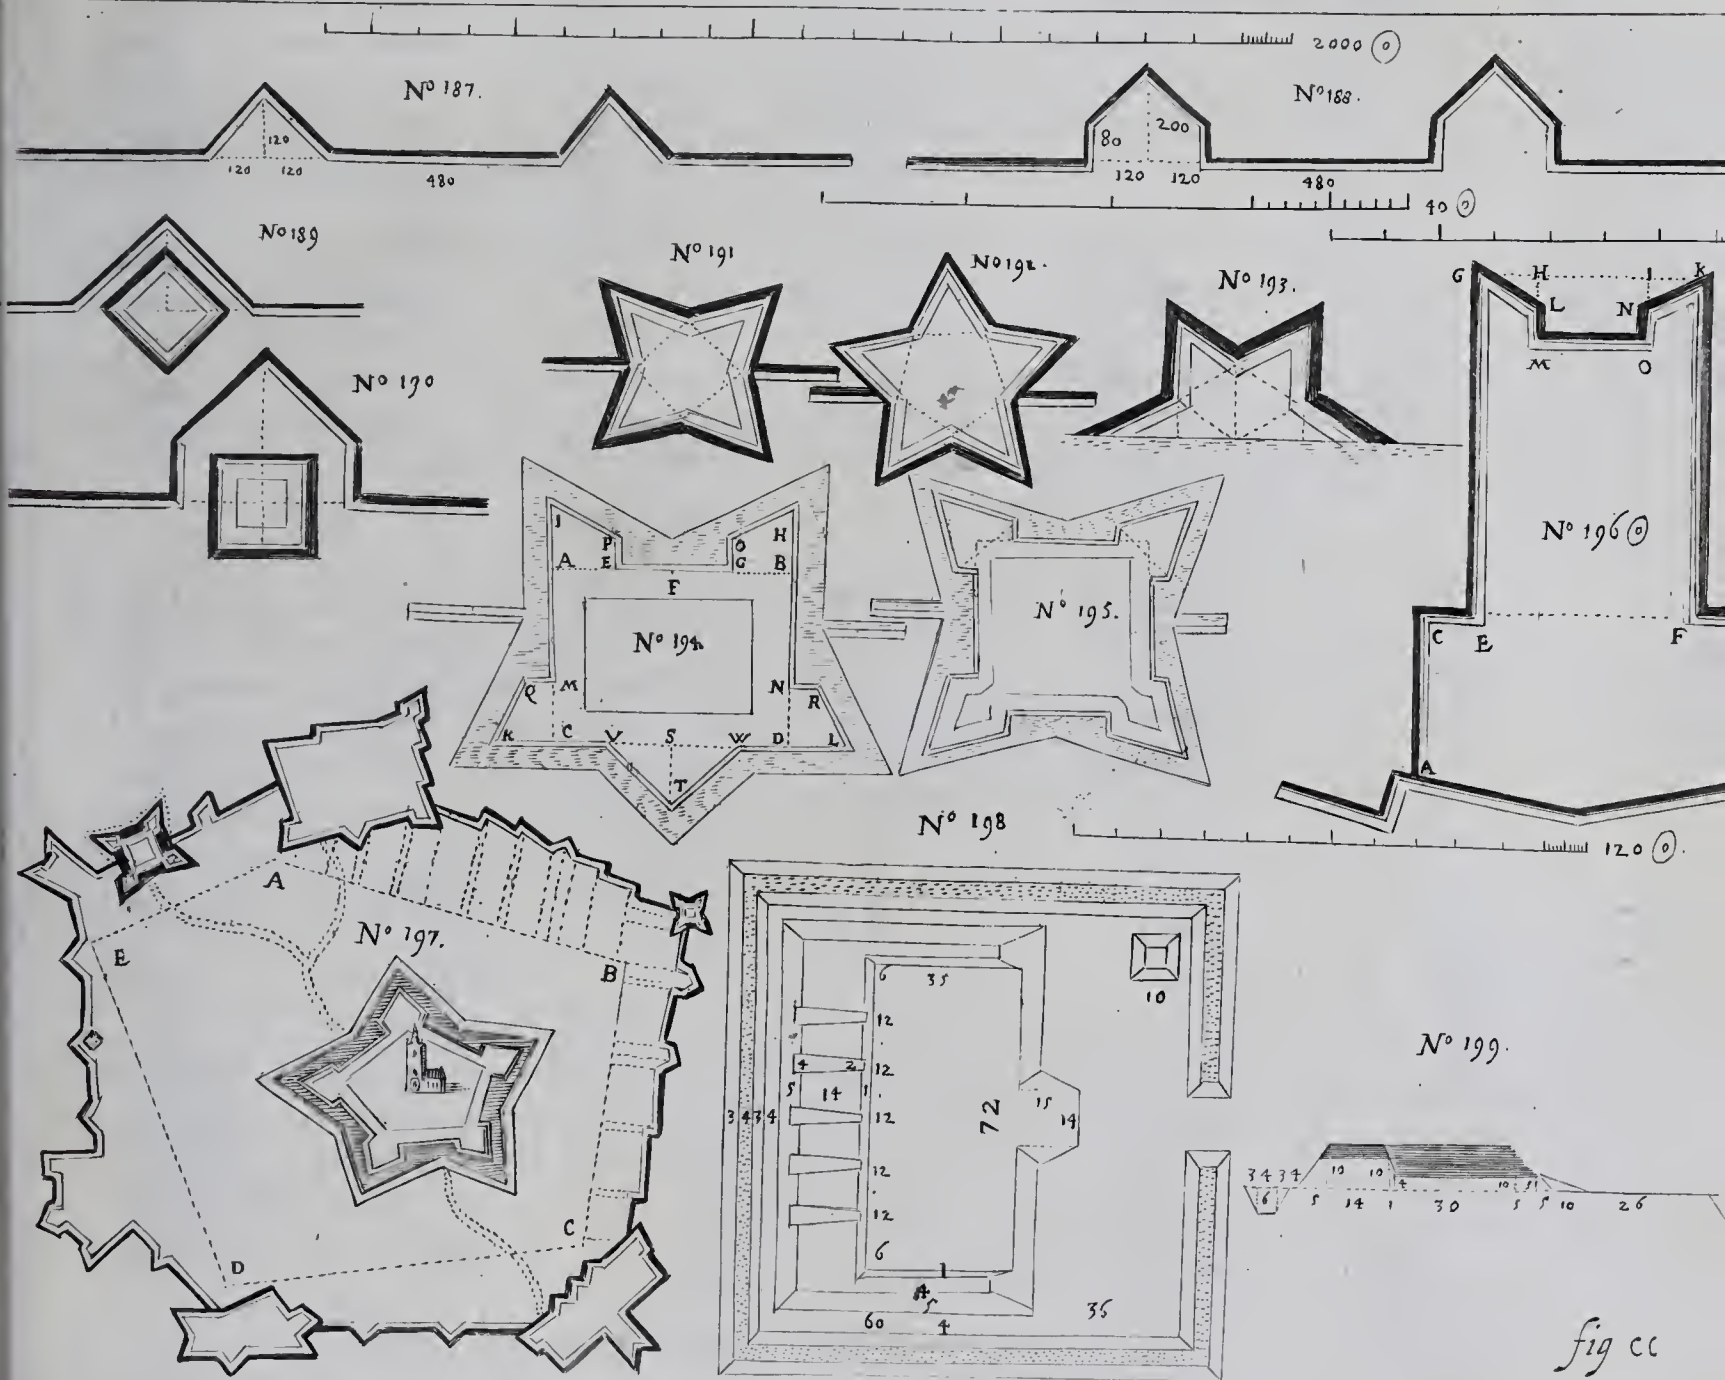 2000
No 187.
120
120 120
480
No 188.
80
200
120 120
480
40
No 189
No 190
No 191
No 192.
No 193.
G H I K
L N
M O
No 196
C E F
A
No 194
I H
P O
A E G B
F
Q M N R
K C V S W D L
T
No 195.
No 197.
A
B
C
D
E
No 198
120
6 35
12
12
12
12
12
6
4 2
5 14 1
3 4 3 4
72
15
14
10
1
4
5
60 4
35
No 199.
3 4 3 4
6
10 10
4
10 5
5 14 1 30 5 5 10 26
fig CC